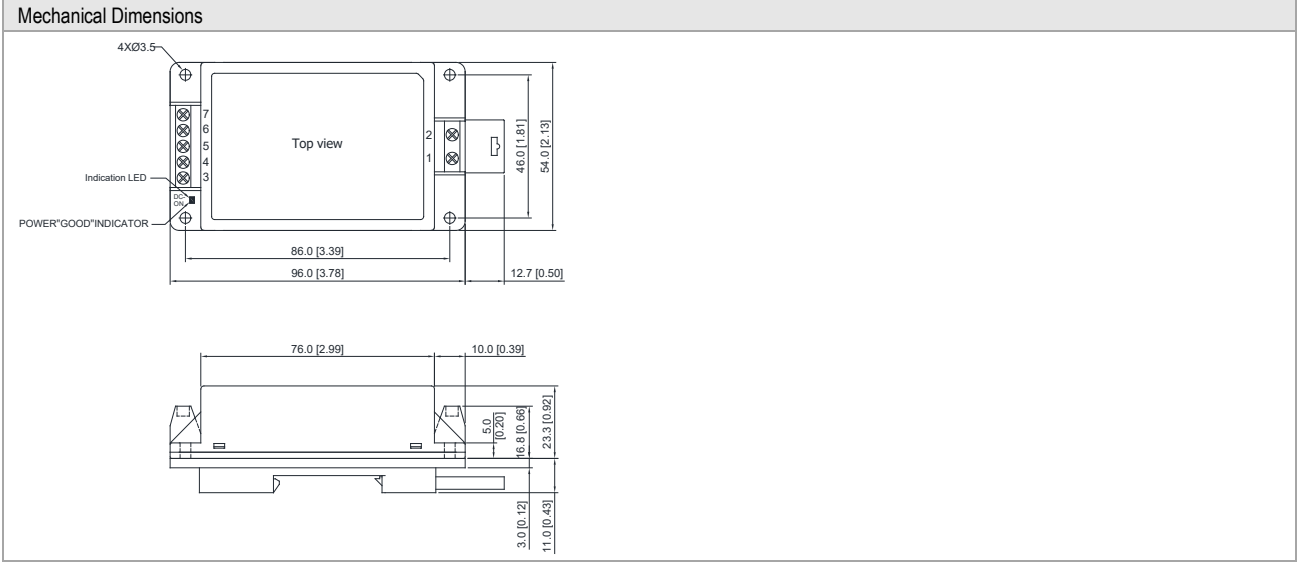 Mechanical Dimensions
4XØ3.5
7
6
5
4
3
Top view
2
1
46.0 [1.81]
54.0 [2.13]
Indication LED
DC-
ON
POWER"GOOD"INDICATOR
86.0 [3.39]
96.0 [3.78]
12.7 [0.50]
76.0 [2.99]
10.0 [0.39]
5.0
[0.20]
16.8 [0.66]
23.3 [0.92]
3.0 [0.12]
11.0 [0.43]